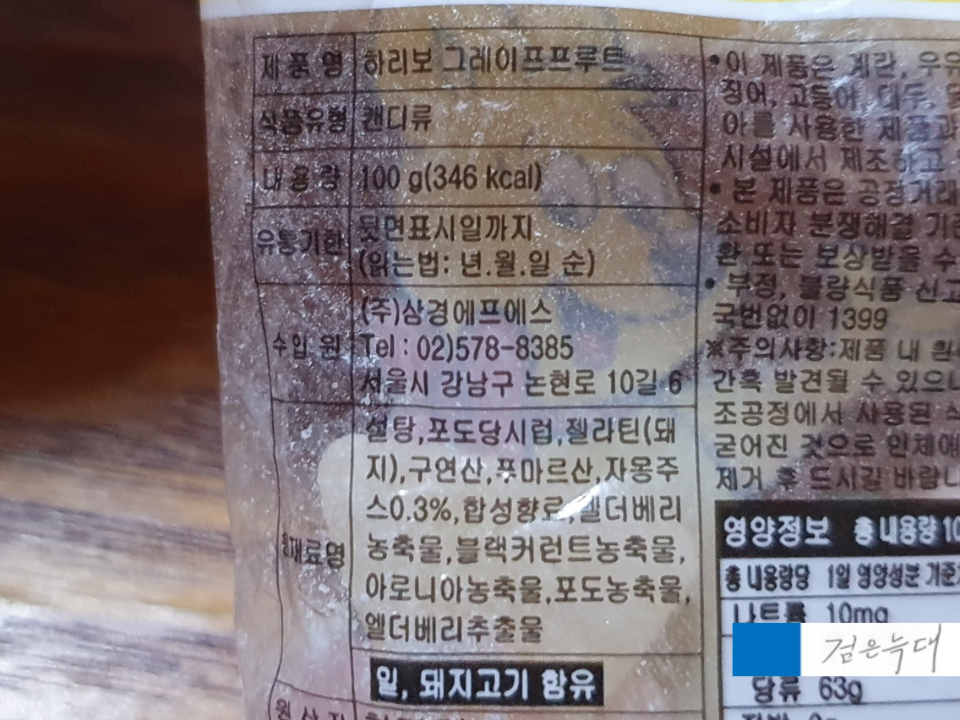 제품명 하리보 그레이프프루트
식품유형 캔디류
내용량 100 g(346 kcal)
유통기한 뒷면표시일까지
(읽는법: 년.월.일 순)
수입원 (주)삼경에프에스
Tel : 02)578-8385
서울시 강남구 논현로 10길 6
원재료명 설탕,포도당시럽,젤라틴(돼
지),구연산,푸마르산,자몽주
스0.3%,합성향료,엘더베리
농축물,블랙커런트농축물,
아로니아농축물,포도농축물,
엘더베리추출물
밀, 돼지고기 함유
•이 제품은 계란, 우유
징어, 고등어, 대두,
아를 사용한 제품과
시설에서 제조하고
• 본 제품은 공정거래
소비자 분쟁해결 기
환 또는 보상받을 수
• 부정, 불량식품 신고
국번없이 1399
※주의사항:제품 내 흰
간혹 발견될 수 있으니
조공정에서 사용된
굳어진 것으로 인체에
제거 후 드시길 바랍니
영양정보 총 내용량 10
총 내용량당 1일 영양성분 기준
나트륨 10mg
당류 63g
검은늑대